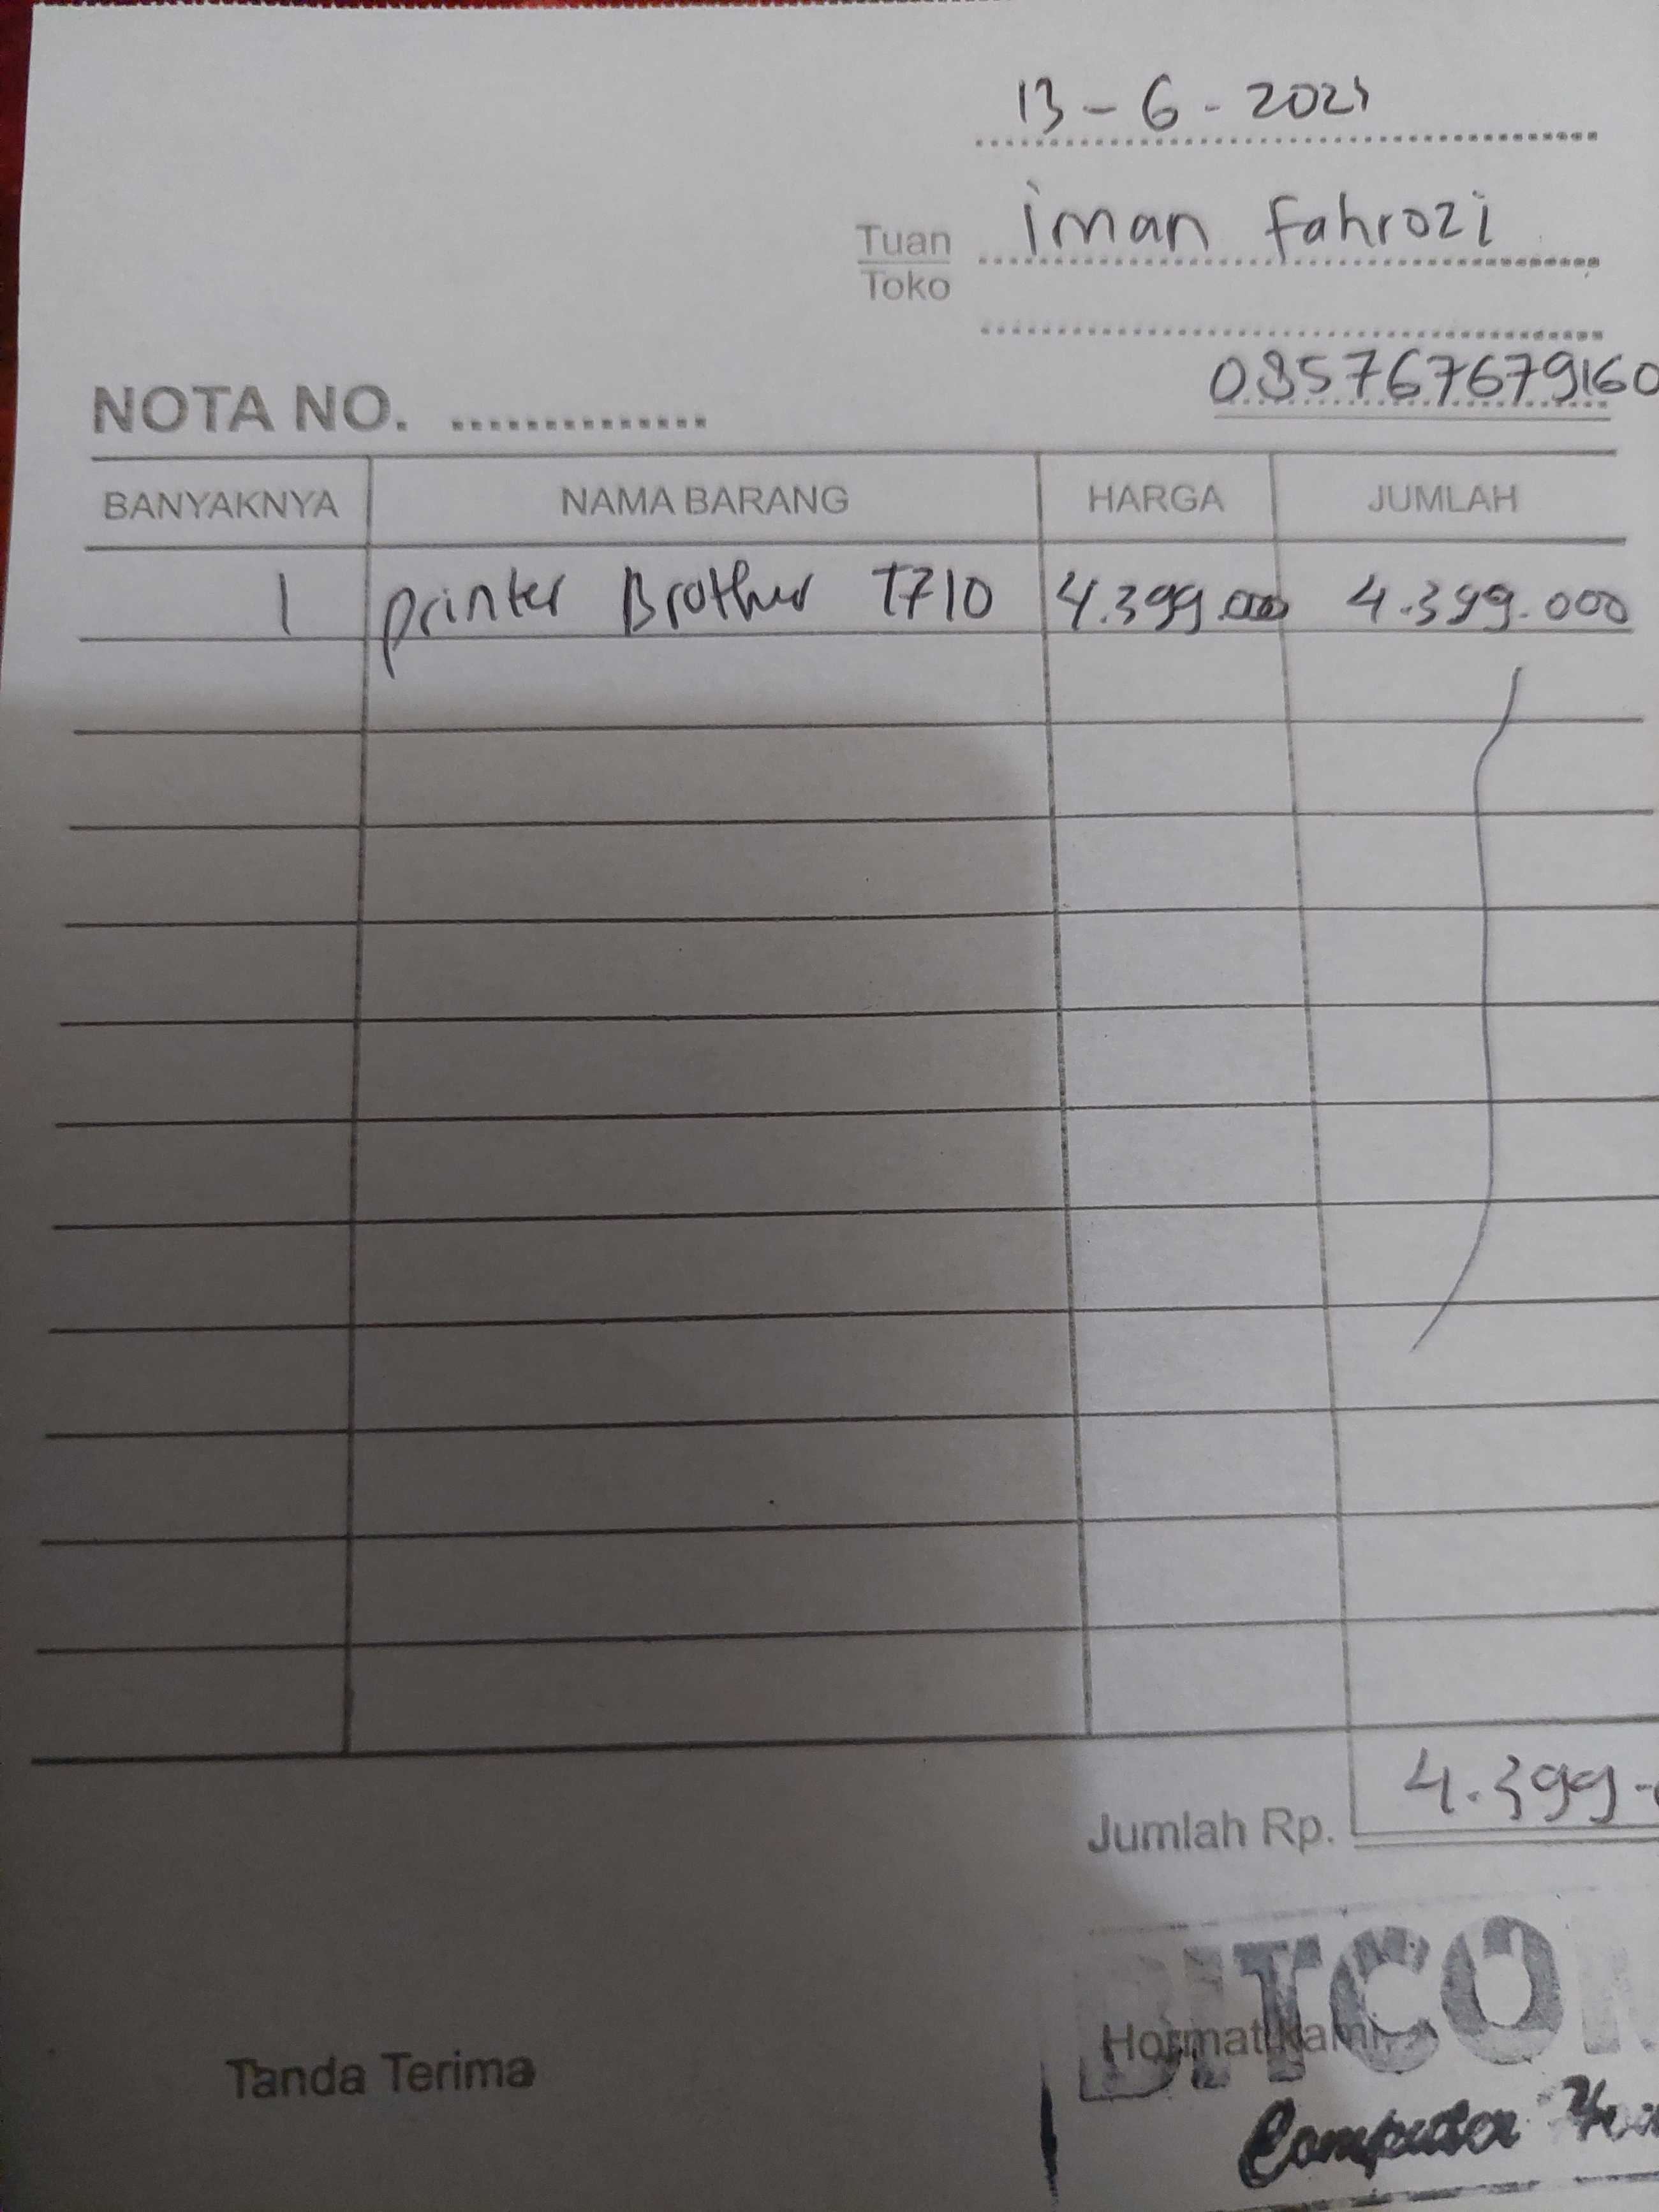 13 - 6 - 2021
Tuan iman fahrozi
Toko
085767679160
NOTA NO. ..............
BANYAKNYA NAMA BARANG HARGA JUMLAH
1 printer Brother T710 4.399.000 4.399.000
Jumlah Rp. 4.399.
BITCO
Tanda Terima Hormat kami,
Computer